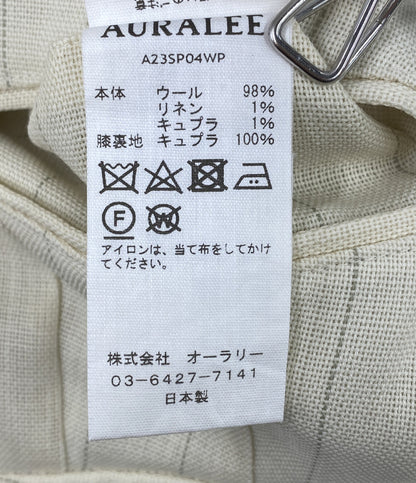 AURALEE
A23SP04WP
本体 ウール 98%
リネン 1%
キュプラ 1%
膝裏地 キュプラ 100%
F W
アイロンは、当て布をしてかけ
てください。
株式会社 オーラリー
03-6427-7141
日本製